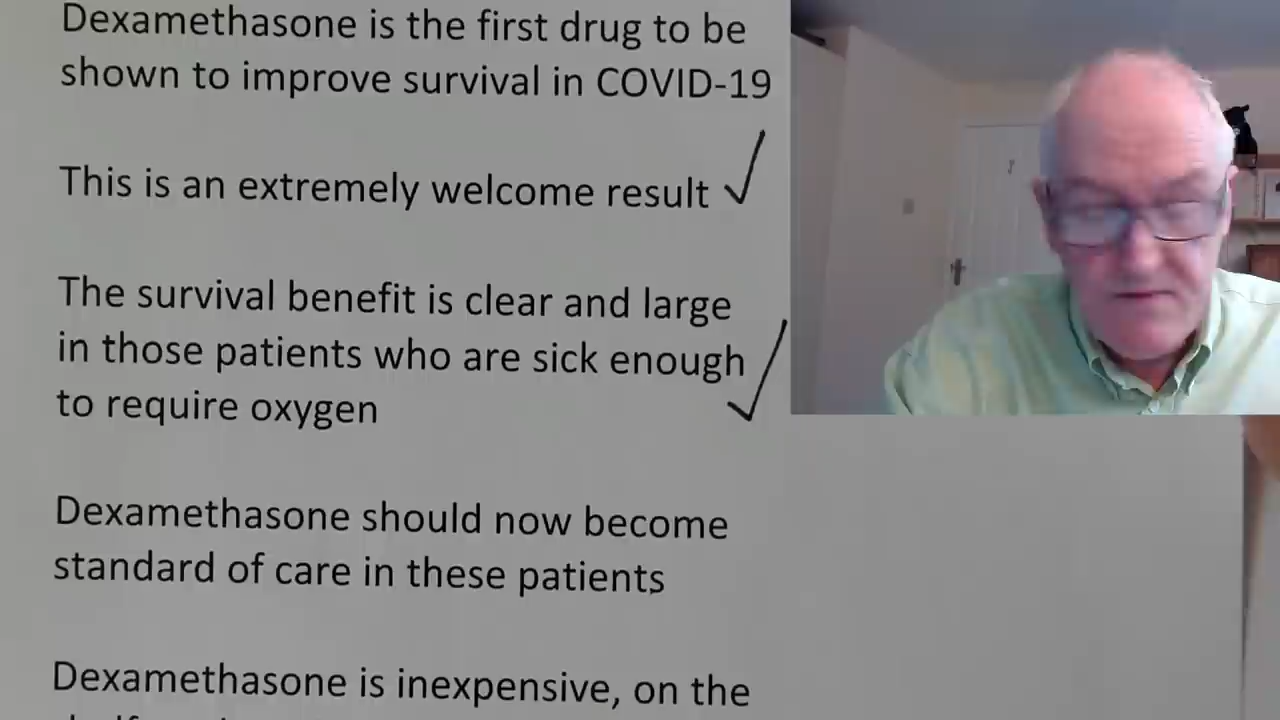 Dexamethasone is the first drug to be
shown to improve survival in COVID-19
This is an extremely welcome result
The survival benefit is clear and large
in those patients who are sick enough
to require oxygen
Dexamethasone should now become
standard of care in these patients
Dexamethasone is inexpensive, on the